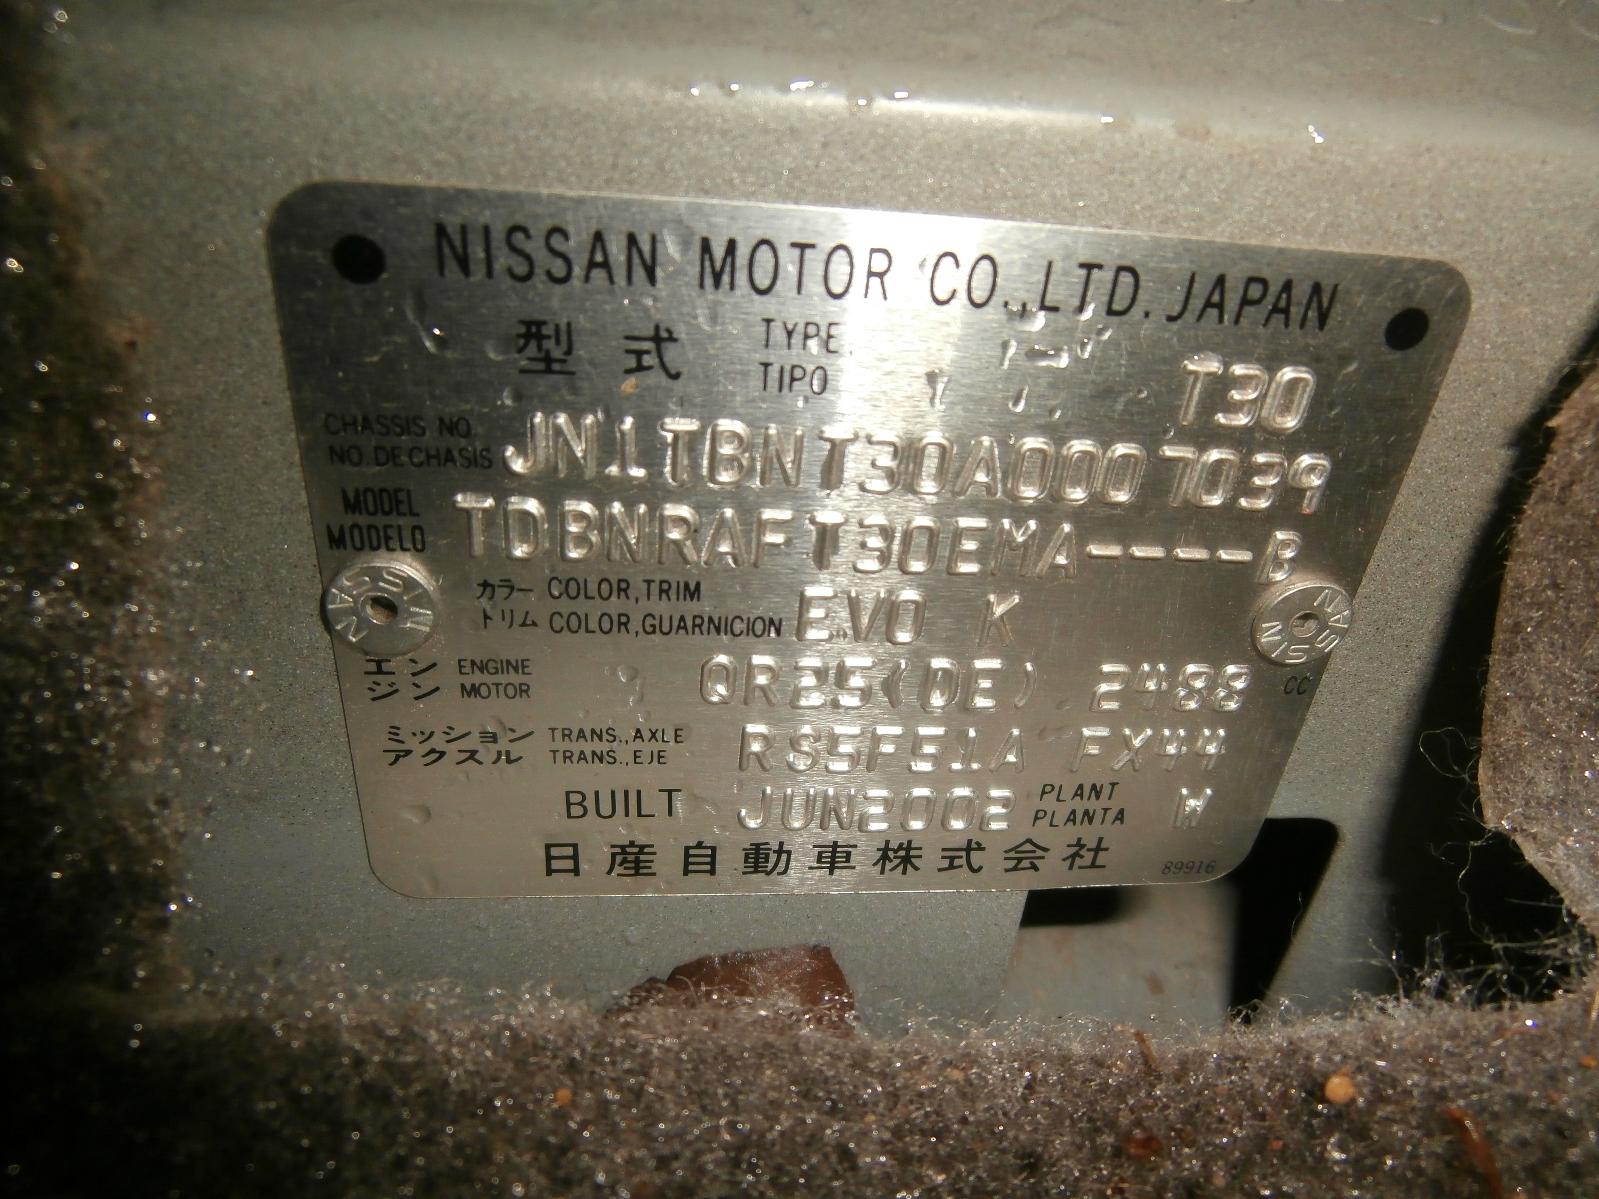 NISSAN MOTOR CO.,LTD. JAPAN
型式 TYPE T30
TIPO
CHASSIS NO. JN1TBNT30A0007039
NO. DE CHASIS
MODEL TDBNRAFT30EMA----B
MODELO
カラー COLOR,TRIM EV0 K
トリム COLOR,GUARNICION
エン ENGINE QR25(DE) 2488 CC
ジン MOTOR
ミッション TRANS.,AXLE RS5F51A FX44
アクスル TRANS.,EJE
BUILT JUN2002 PLANT W
PLANTA
日産自動車株式会社 89916
NISSAN
NISSAN